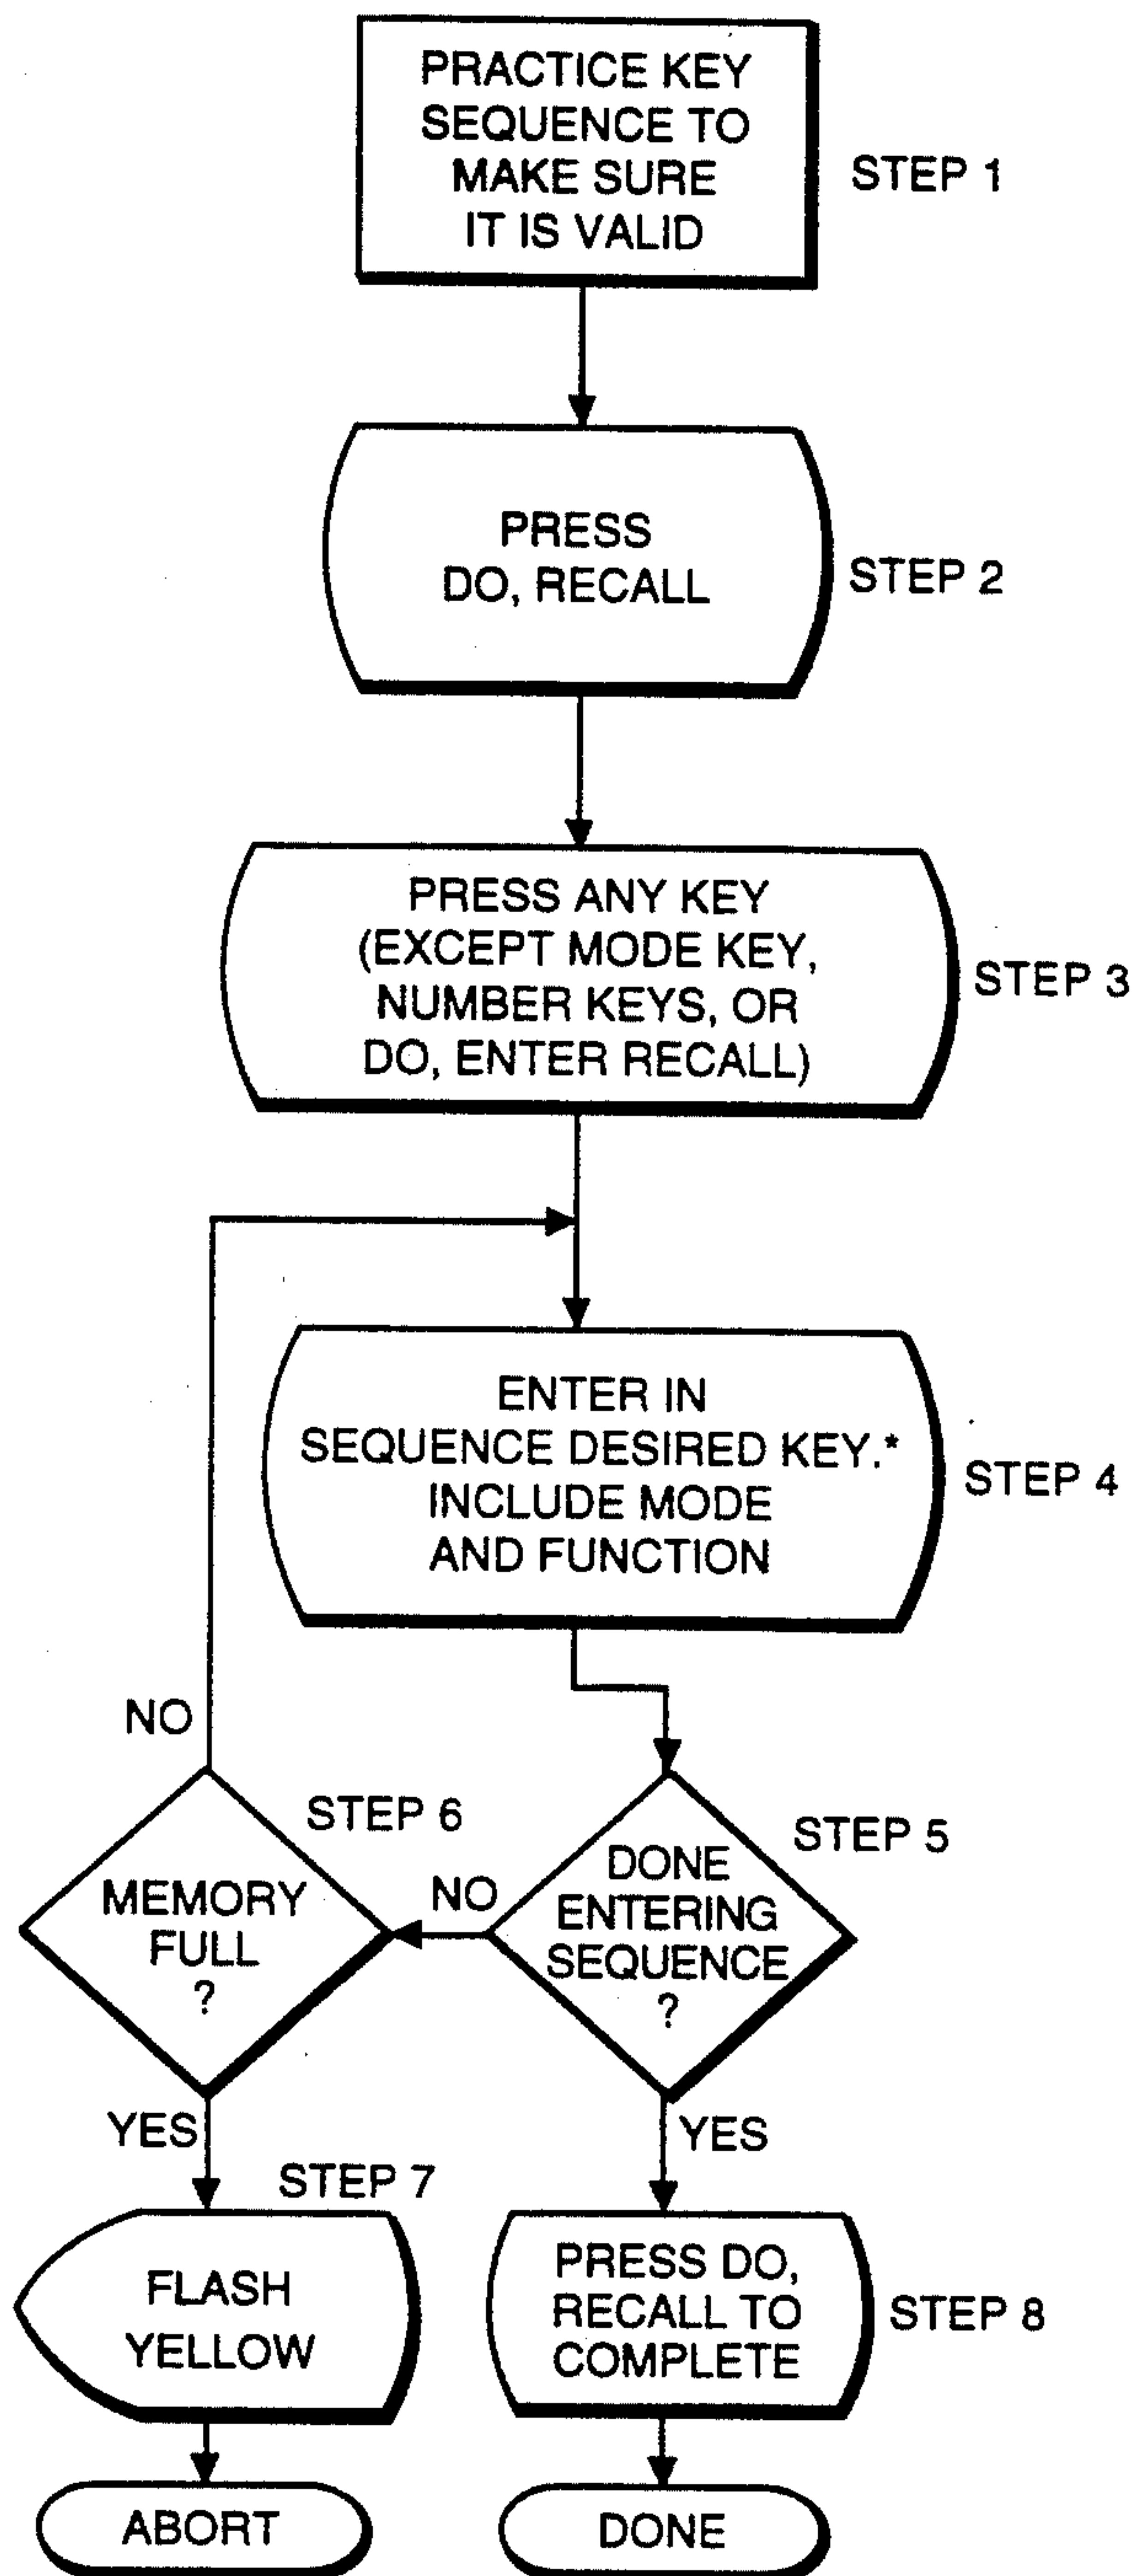 PRACTICE KEY
SEQUENCE TO
MAKE SURE
IT IS VALID
STEP 1
PRESS
DO, RECALL
STEP 2
PRESS ANY KEY
(EXCEPT MODE KEY,
NUMBER KEYS, OR
DO, ENTER RECALL)
STEP 3
ENTER IN
SEQUENCE DESIRED KEY.*
INCLUDE MODE
AND FUNCTION
STEP 4
NO
STEP 6
MEMORY
FULL
?
NO
STEP 5
DONE
ENTERING
SEQUENCE
?
YES
YES
STEP 7
FLASH
YELLOW
PRESS DO,
RECALL TO
COMPLETE
STEP 8
ABORT
DONE